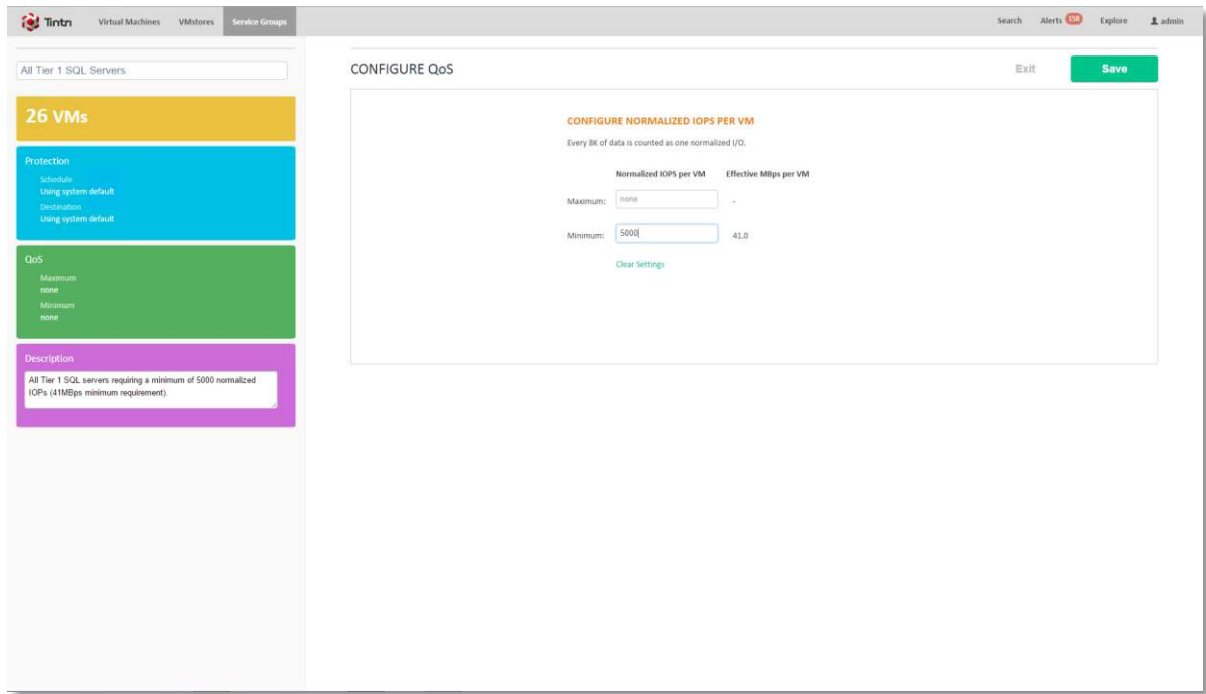 Tintri Virtual Machines VMstores Service Groups Search Alerts 158 Explore admin
All Tier 1 SQL Servers
CONFIGURE QoS Exit Save
26 VMs
Protection
Schedule
Using system default
Destination
Using system default
QoS
Maximum
none
Minimum
none
Description
All Tier 1 SQL servers requiring a minimum of 5000 normalized
IOPs (41MBps minimum requirement).
CONFIGURE NORMALIZED IOPS PER VM
Every 8K of data is counted as one normalized I/O.
Normalized IOPS per VM Effective MBps per VM
Maximum: none -
Minimum: 5000 41.0
Clear Settings